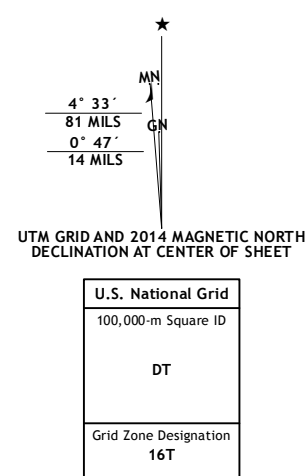 MN
4° 33´
81 MILS
GN
0° 47´
14 MILS
UTM GRID AND 2014 MAGNETIC NORTH
DECLINATION AT CENTER OF SHEET
U.S. National Grid
100,000-m Square ID
DT
Grid Zone Designation
16T